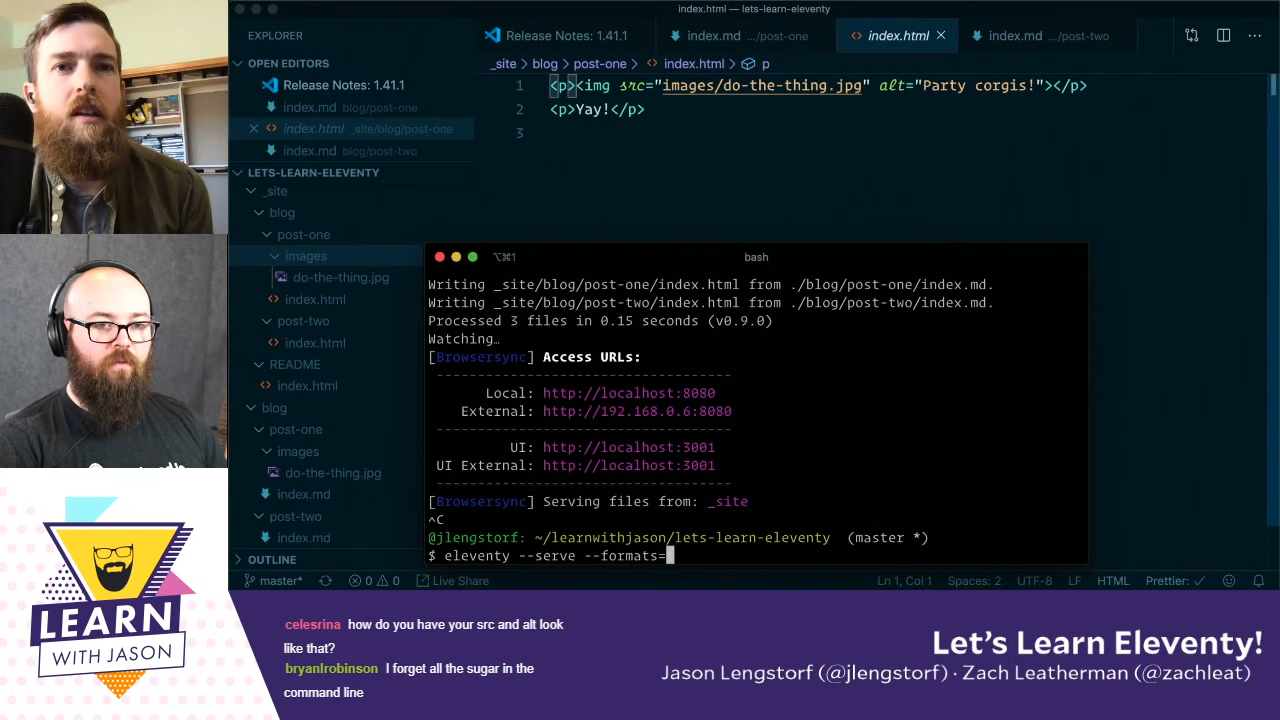 index.html — lets-learn-eleventy
EXPLORER
Release Notes: 1.41.1
index.md …/post-one
index.html
index.md …/post-two
OPEN EDITORS
_site › blog › post-one › index.html › p
Release Notes: 1.41.1
index.md blog/post-one
index.html _site/blog/post-one
index.md blog/post-two
1 <p><img src="images/do-the-thing.jpg" alt="Party corgis!"></p>
2 <p>Yay!</p>
3
LETS-LEARN-ELEVENTY
_site
blog
post-one
images
do-the-thing.jpg
index.html
post-two
index.html
README
index.html
blog
post-one
images
do-the-thing.jpg
index.md
post-two
index.md
OUTLINE
⌥⌘1
bash
Writing _site/blog/post-one/index.html from ./blog/post-one/index.md.
Writing _site/blog/post-two/index.html from ./blog/post-two/index.md.
Processed 3 files in 0.15 seconds (v0.9.0)
Watching…
[Browsersync] Access URLs:
-----------------------------------
Local: http://localhost:8080
External: http://192.168.0.6:8080
-----------------------------------
UI: http://localhost:3001
UI External: http://localhost:3001
-----------------------------------
[Browsersync] Serving files from: _site
^C
@jlengstorf: ~/learnwithjason/lets-learn-eleventy (master *)
$ eleventy --serve --formats=
master* 0 0 Live Share Ln 1, Col 1 Spaces: 2 UTF-8 LF HTML Prettier: ✓
LEARN
WITH JASON
celesrina how do you have your src and alt look
like that?
bryanlrobinson I forget all the sugar in the
command line
Let's Learn Eleventy!
Jason Lengstorf (@jlengstorf) · Zach Leatherman (@zachleat)